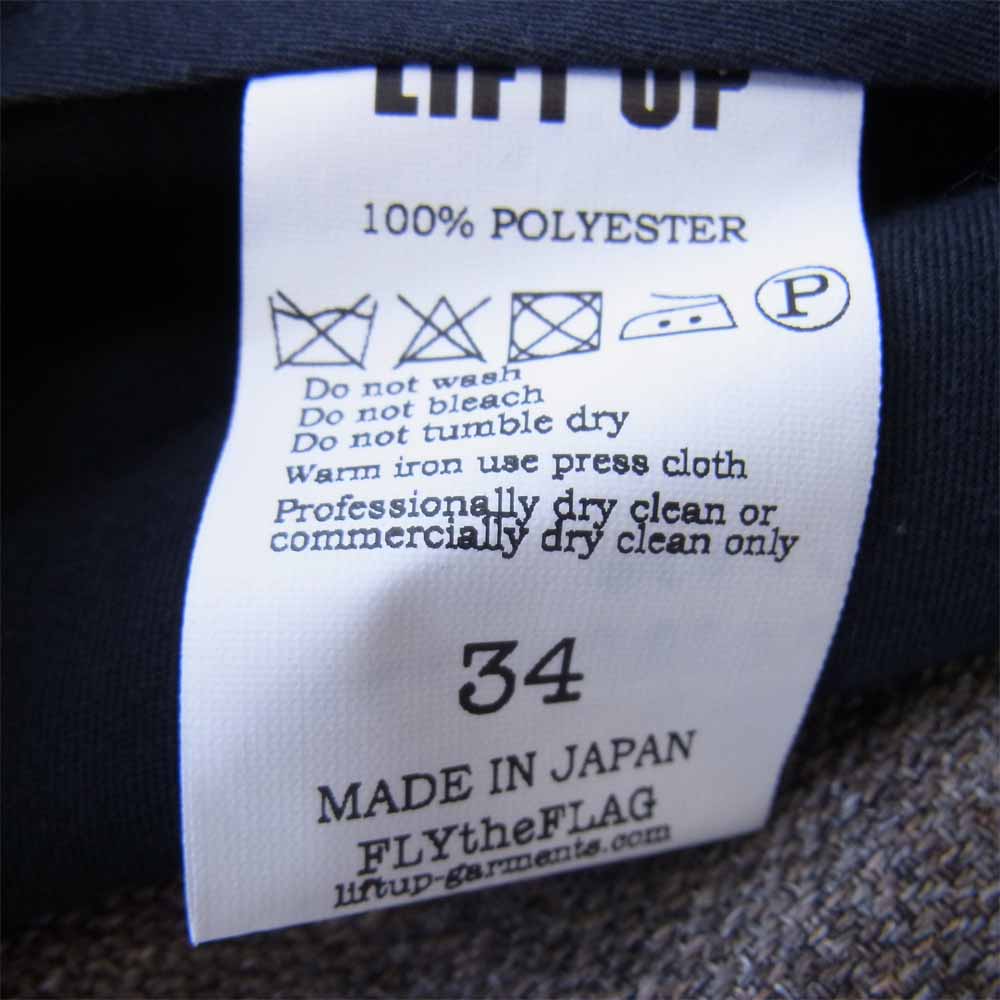 LIFT UP
100% POLYESTER
P
Do not wash
Do not bleach
Do not tumble dry
Warm iron use press cloth
Professionally dry clean or
commercially dry clean only
34
MADE IN JAPAN
FLYtheFLAG
liftup-garments.com